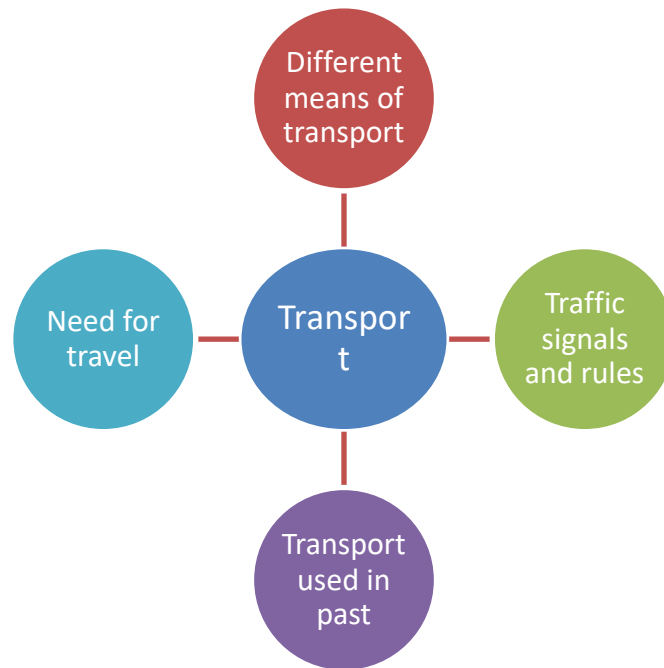 Different
means of
transport
Need for
travel
Transpor
t
Traffic
signals
and rules
Transport
used in
past